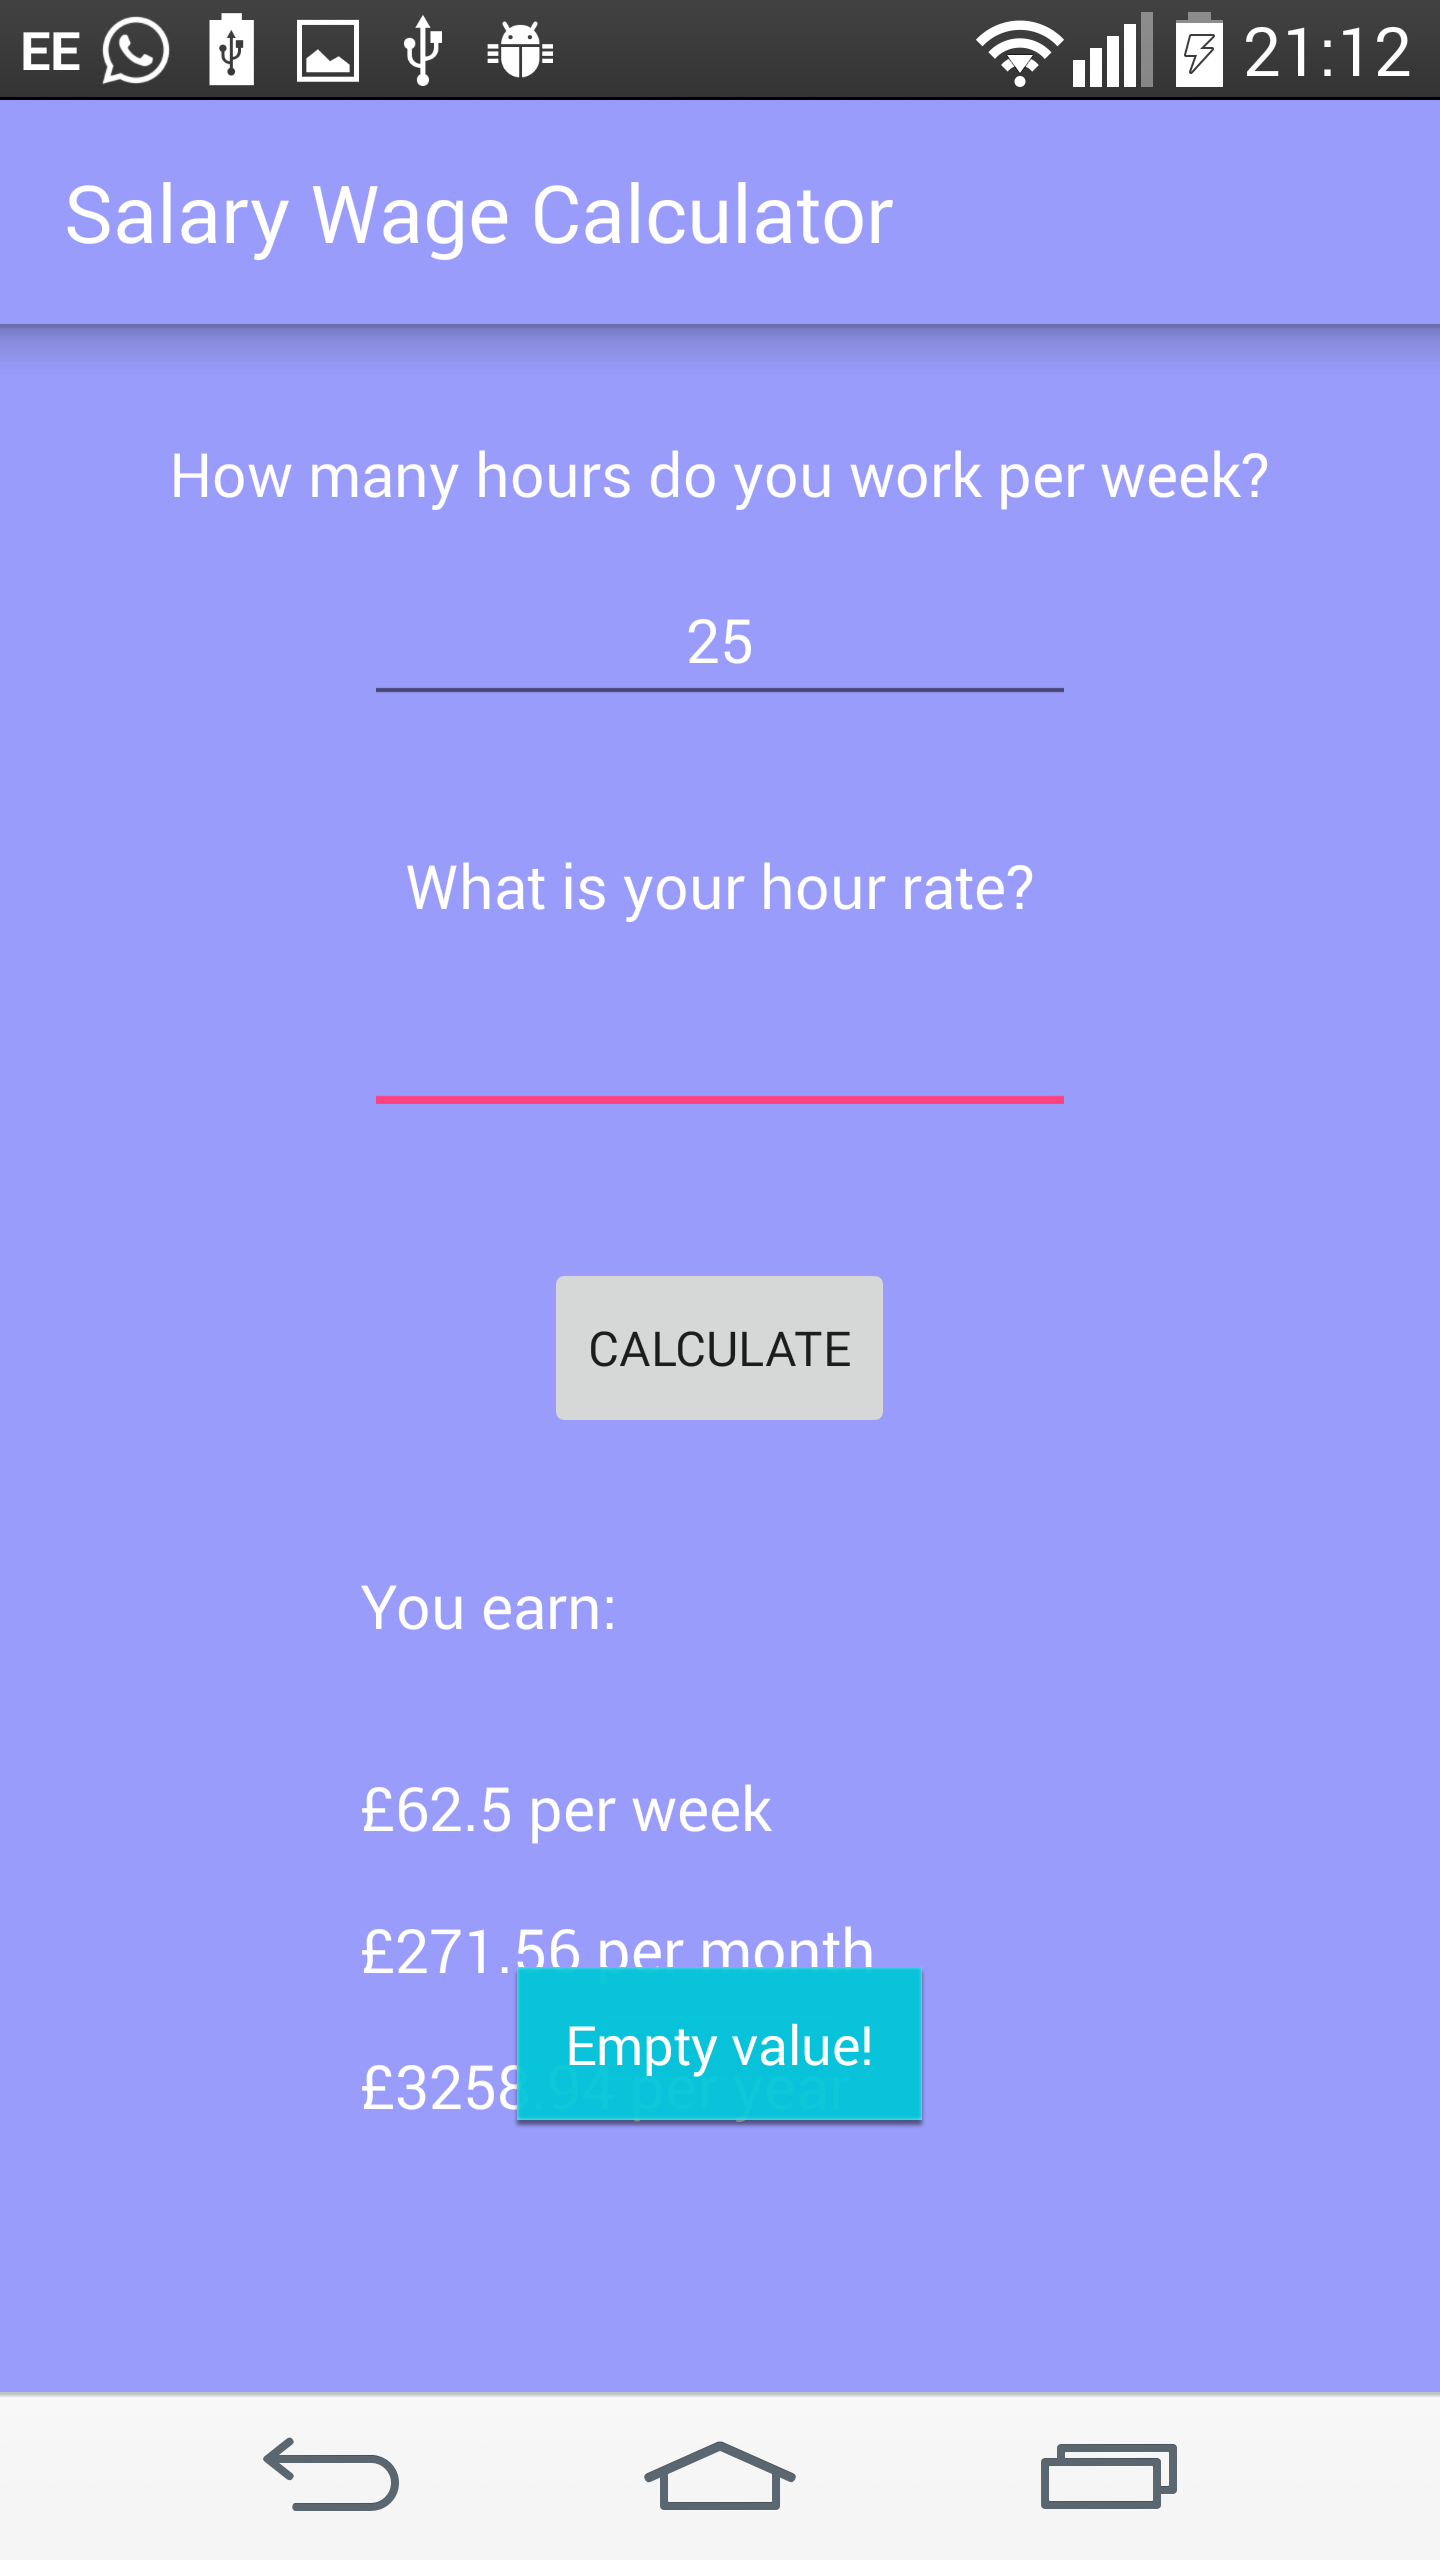 EE 21:12
Salary Wage Calculator
How many hours do you work per week?
25
What is your hour rate?
CALCULATE
You earn:
£62.5 per week
£271.56 per month
Empty value!
£3258.94 per year